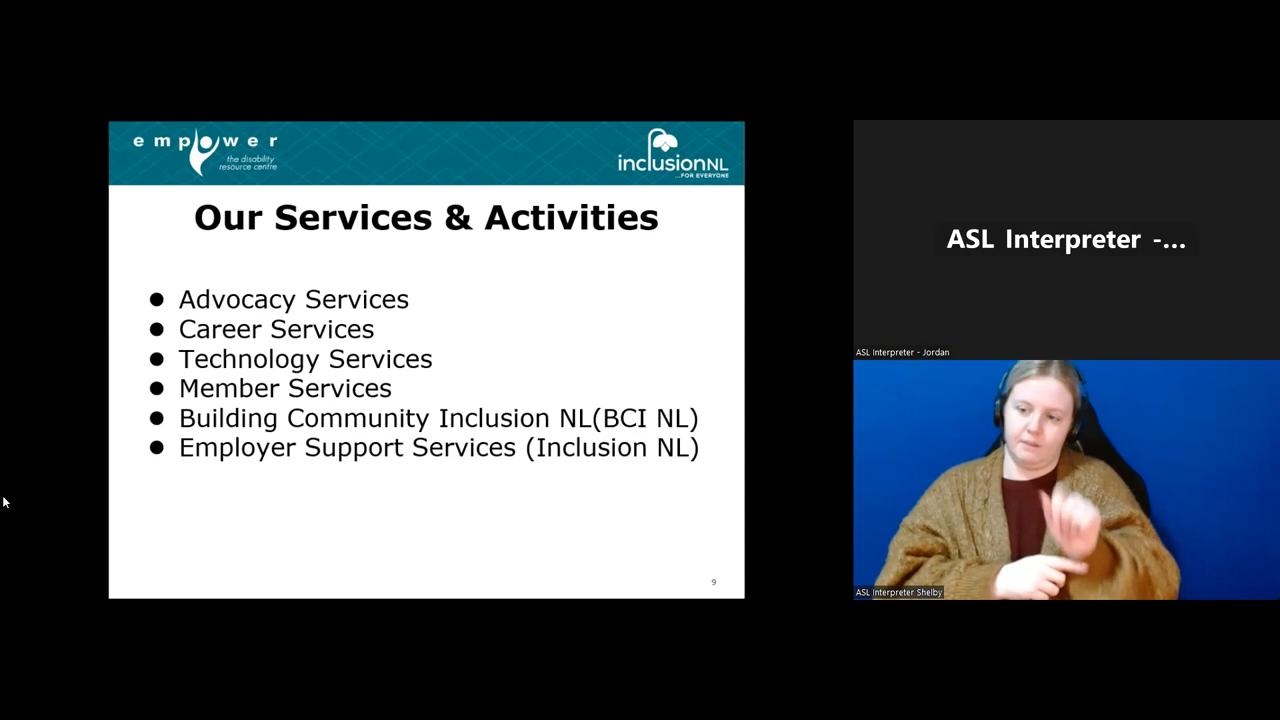 empower
the disability
resource centre
inclusionNL
...FOR EVERYONE
Our Services & Activities
● Advocacy Services
● Career Services
● Technology Services
● Member Services
● Building Community Inclusion NL(BCI NL)
● Employer Support Services (Inclusion NL)
9
ASL Interpreter -...
ASL Interpreter - Jordan
ASL Interpreter Shelby